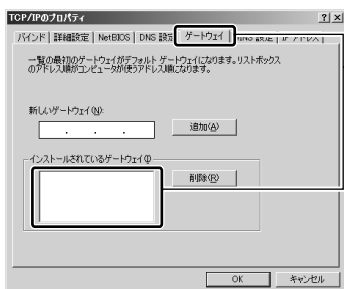 TCP/IPのプロパティ
バインド 詳細設定 NetBIOS DNS 設定 ゲートウェイ WINS 設定 IP アドレス
一覧の最初のゲートウェイがデフォルト ゲートウェイになります。リスト ボックス
のアドレス順がコンピュータが使うアドレス順になります。
新しいゲートウェイ(N):
追加(A)
インストールされているゲートウェイ(I)
削除(R)
OK キャンセル